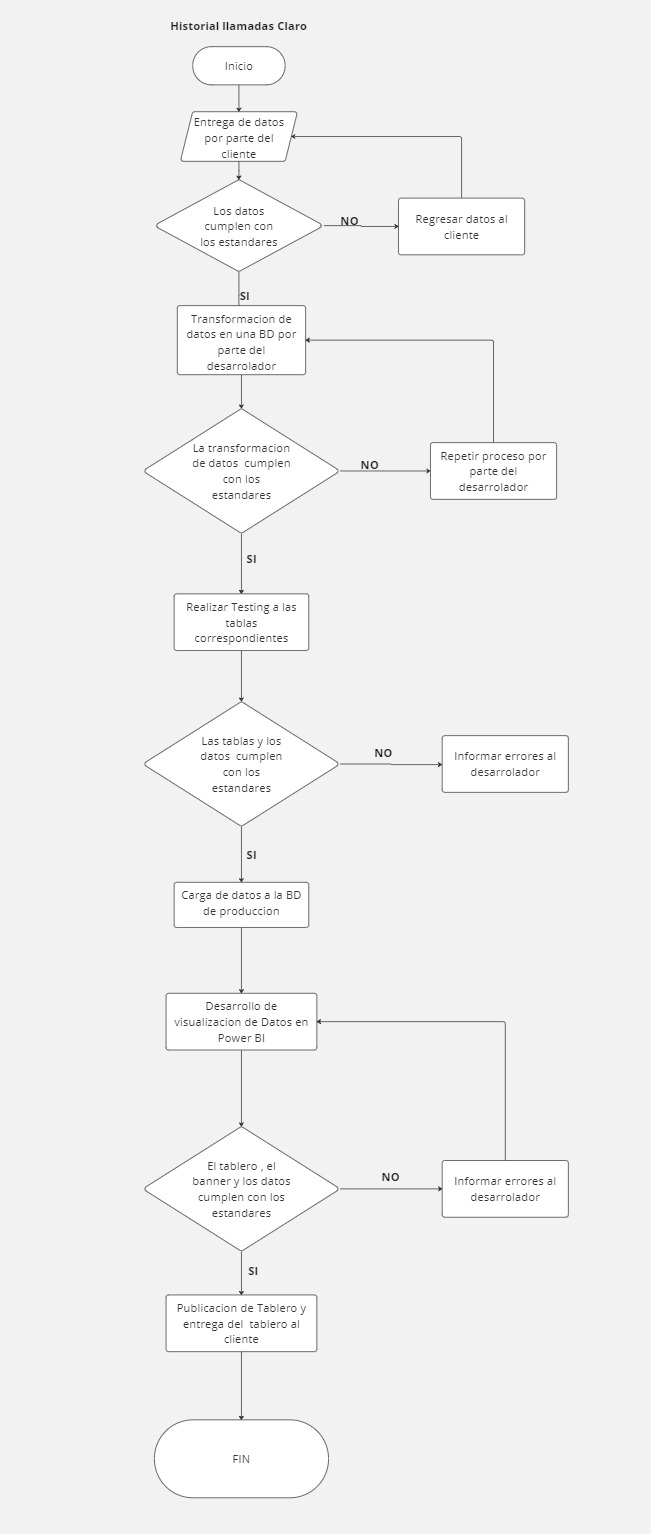 Historial llamadas Claro
Inicio
Entrega de datos
por parte del
cliente
Los datos
cumplen con
los estandares
NO
Regresar datos al
cliente
SI
Transformacion de
datos en una BD por
parte del
desarrolador
La transformacion
de datos cumplen
con los
estandares
NO
Repetir proceso por
parte del
desarrolador
SI
Realizar Testing a las
tablas
correspondientes
Las tablas y los
datos cumplen
con los
estandares
NO
Informar errores al
desarrolador
SI
Carga de datos a la BD
de produccion
Desarrollo de
visualizacion de Datos en
Power BI
El tablero , el
banner y los datos
cumplen con los
estandares
NO
Informar errores al
desarrolador
SI
Publicacion de Tablero y
entrega del tablero al
cliente
FIN